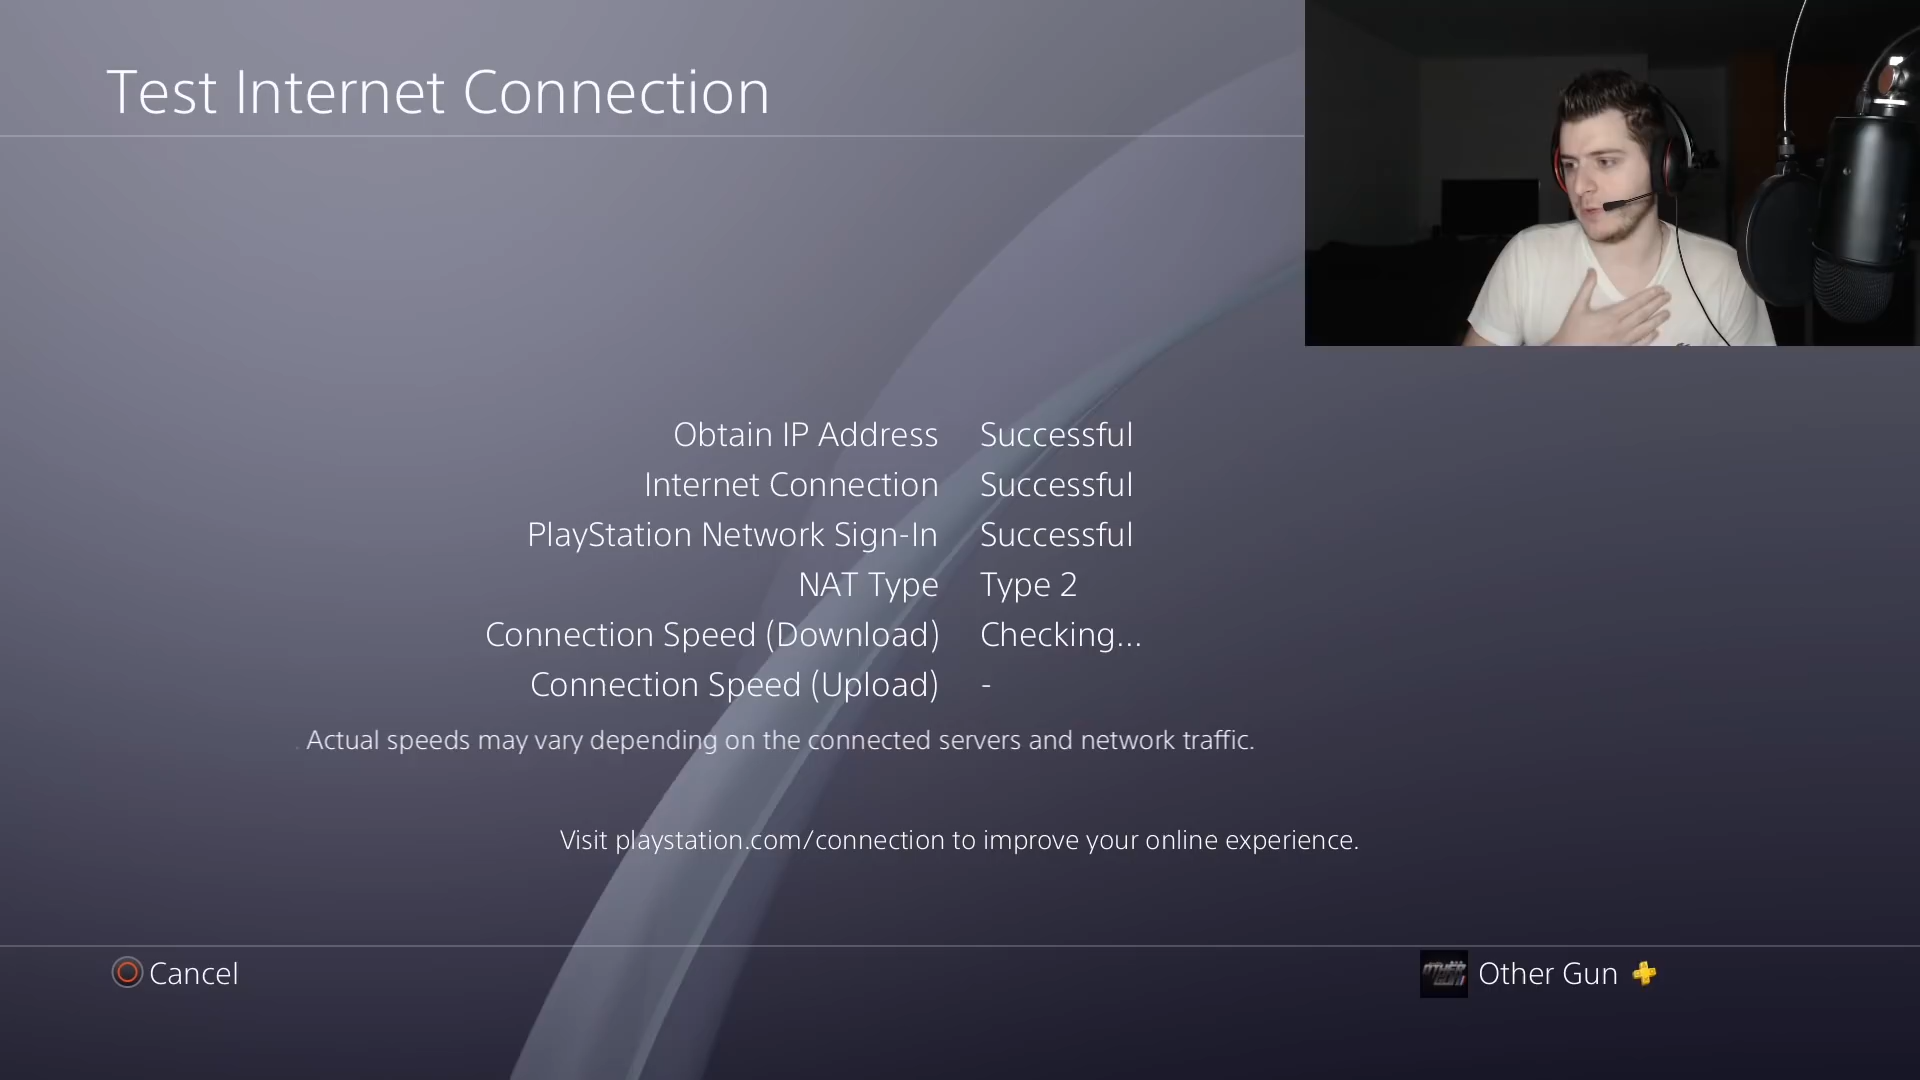 Test Internet Connection
Obtain IP Address Successful
Internet Connection Successful
PlayStation Network Sign-In Successful
NAT Type Type 2
Connection Speed (Download) Checking...
Connection Speed (Upload) -
Actual speeds may vary depending on the connected servers and network traffic.
Visit playstation.com/connection to improve your online experience.
Cancel
Other Gun